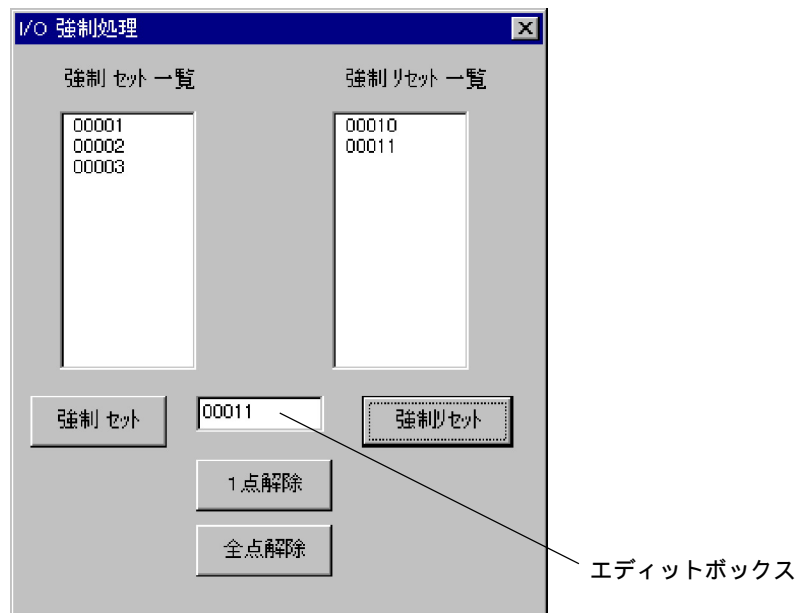 I/O 強制処理
強制 セット 一覧
強制 リセット 一覧
00001
00002
00003
00010
00011
強制 セット
00011
強制リセット
1点解除
全点解除
エディットボックス